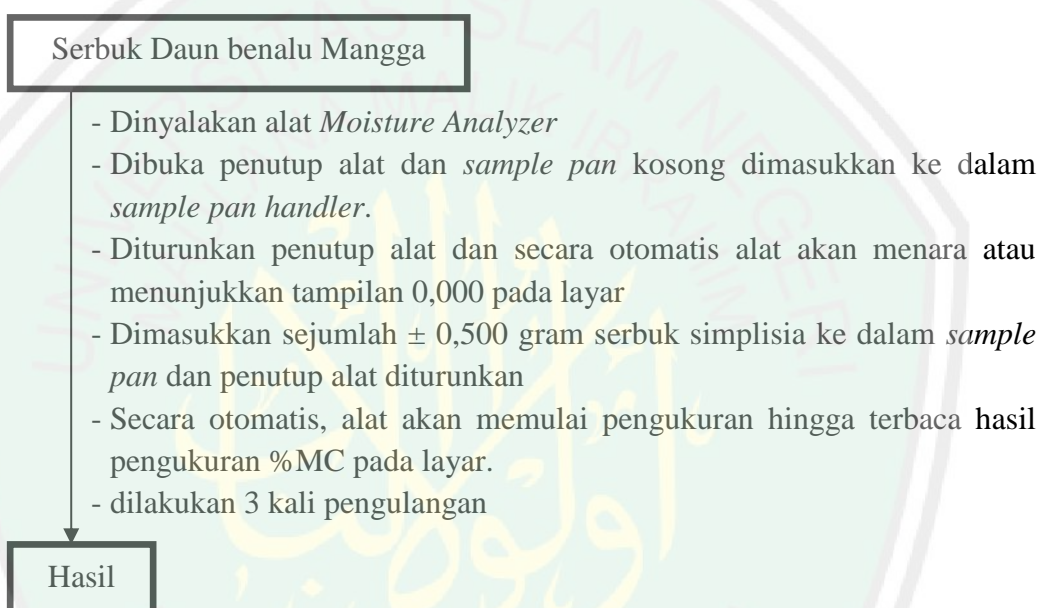 Serbuk Daun benalu Mangga
- Dinyalakan alat Moisture Analyzer
- Dibuka penutup alat dan sample pan kosong dimasukkan ke dalam
sample pan handler.
- Diturunkan penutup alat dan secara otomatis alat akan menara atau
menunjukkan tampilan 0,000 pada layar
- Dimasukkan sejumlah ± 0,500 gram serbuk simplisia ke dalam sample
pan dan penutup alat diturunkan
- Secara otomatis, alat akan memulai pengukuran hingga terbaca hasil
pengukuran %MC pada layar.
- dilakukan 3 kali pengulangan
Hasil